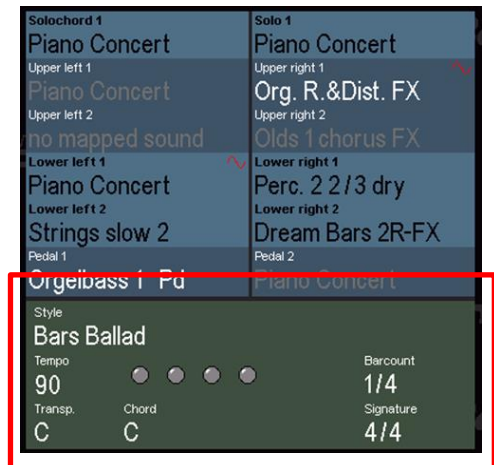 Solochord 1
Solo 1
Piano Concert
Piano Concert
Upper left 1
Upper right 1
Piano Concert
Org. R.&Dist. FX
Upper left 2
Upper right 2
no mapped sound
Olds 1 chorus FX
Lower left 1
Lower right 1
Piano Concert
Perc. 2 2/3 dry
Lower left 2
Lower right 2
Strings slow 2
Dream Bars 2R-FX
Pedal 1
Pedal 2
Orgelbass 1 Pd
Piano Concert
Style
Bars Ballad
Tempo
Barcount
90
1/4
Transp.
Chord
Signature
C
C
4/4